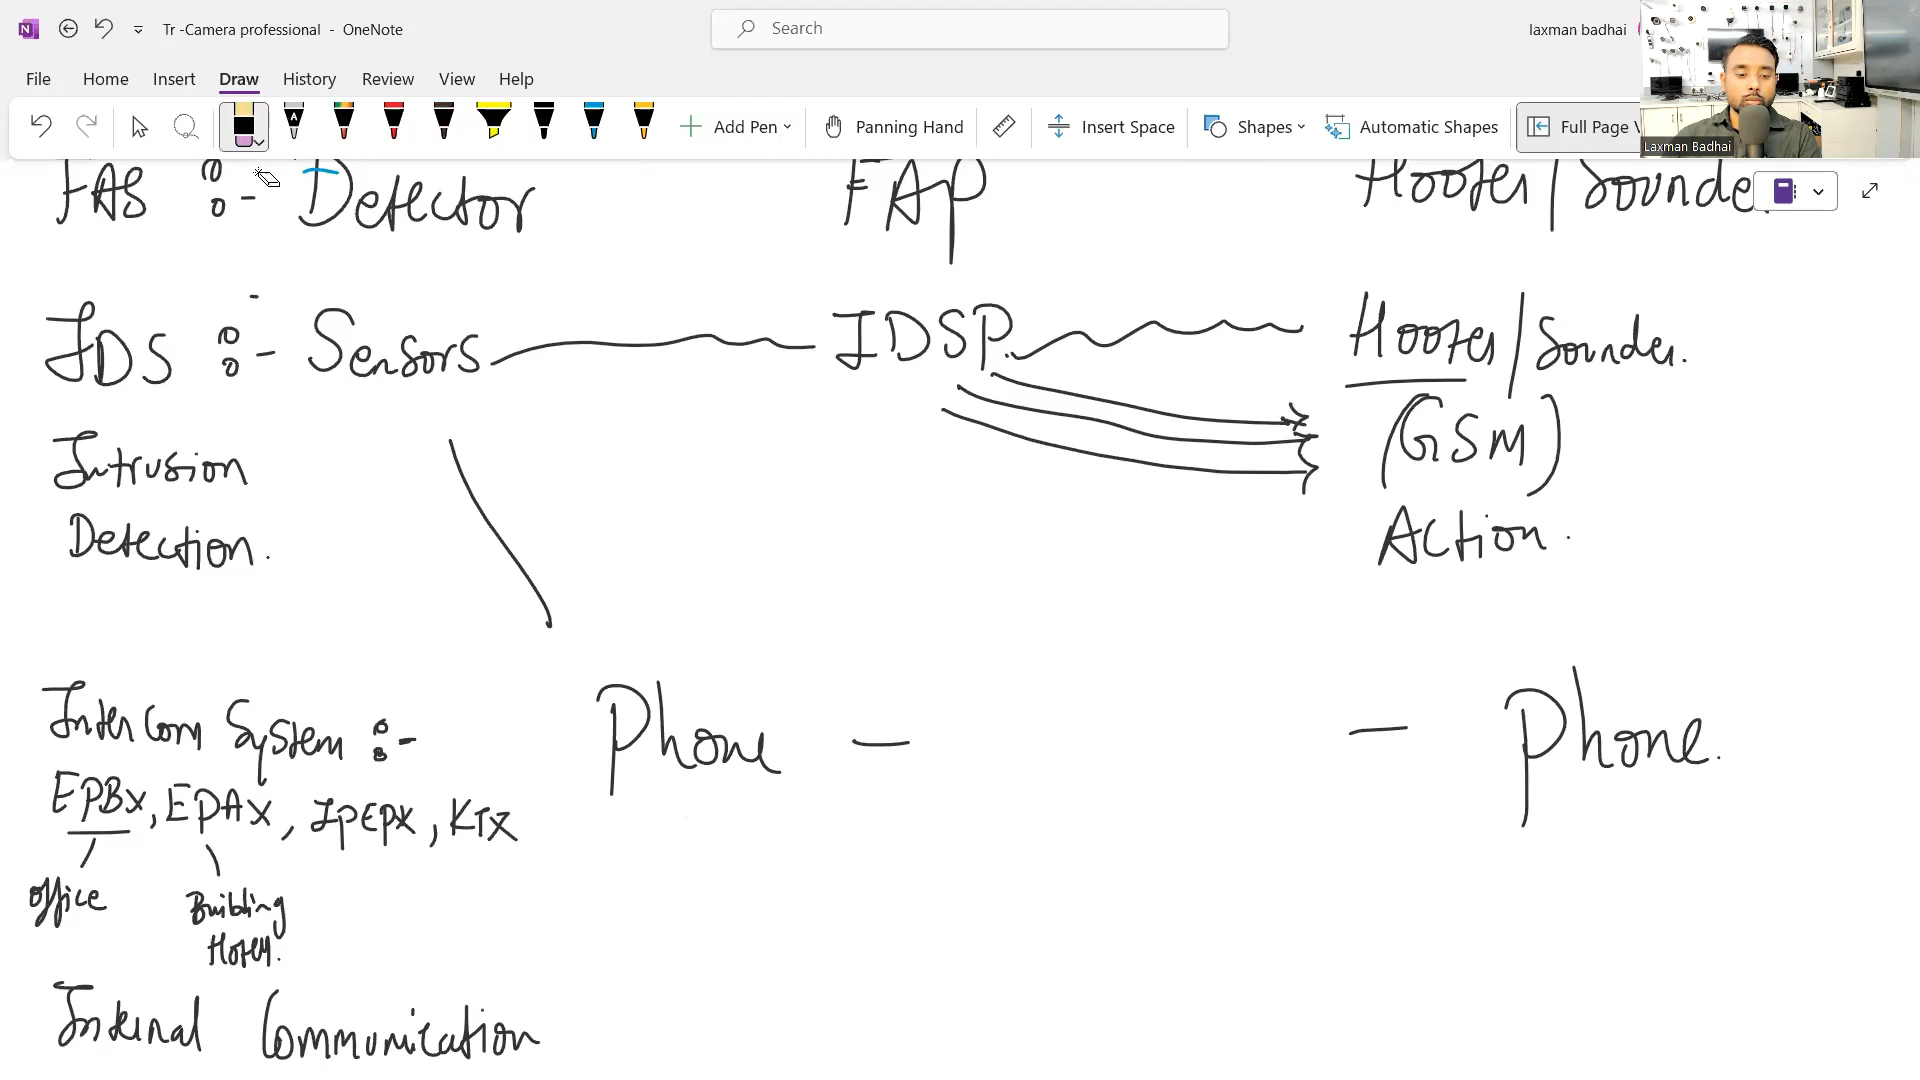 Tr -Camera professional - OneNote
Search
laxman badhai
File Home Insert Draw History Review View Help
Add Pen Panning Hand Insert Space Shapes Automatic Shapes Full Page V
Laxman Badhai
FAS :- Detector FAP Hooter/Sounder
IDS :- Sensors IDSP. Hooter/Sounder.
(GSM)
Intrusion
Detection.
Action.
Intercom System :- Phone - - Phone.
EPBX, EPAX, IPEPX, KTX
office Building
Hotel.
Internal Communication